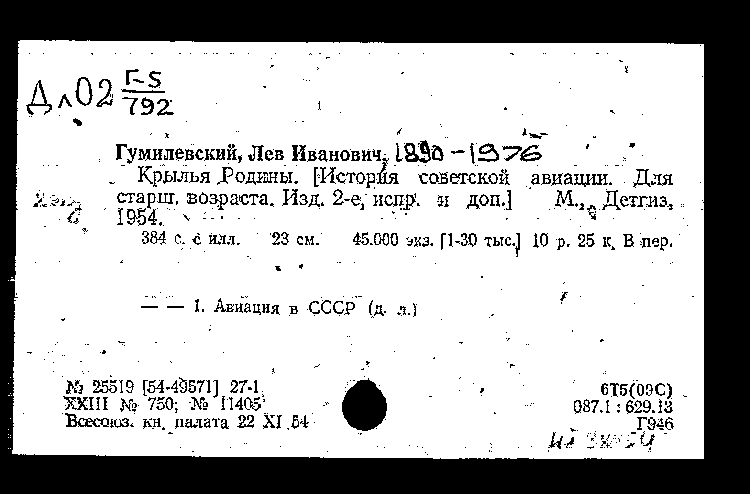 Дл02 Г-5
792
Гумилевский, Лев Иванович, 1890-1976
Крылья Родины. [История советской авиации. Для
старш. возраста. Изд. 2-е, испр. и доп.] М., Детгиз,
1954.
384 с. с илл. 23 см. 45.000 экз. [1-30 тыс.] 10 р. 25 к. В пер.
— — 1. Авиация в СССР (д. л.)
№ 25519 [54-49571] 27-1
6Т5(09С)
XXIII № 750; № 11405
087.1 : 629.13
Всесоюз. кн. палата 22 XI 54
Г946